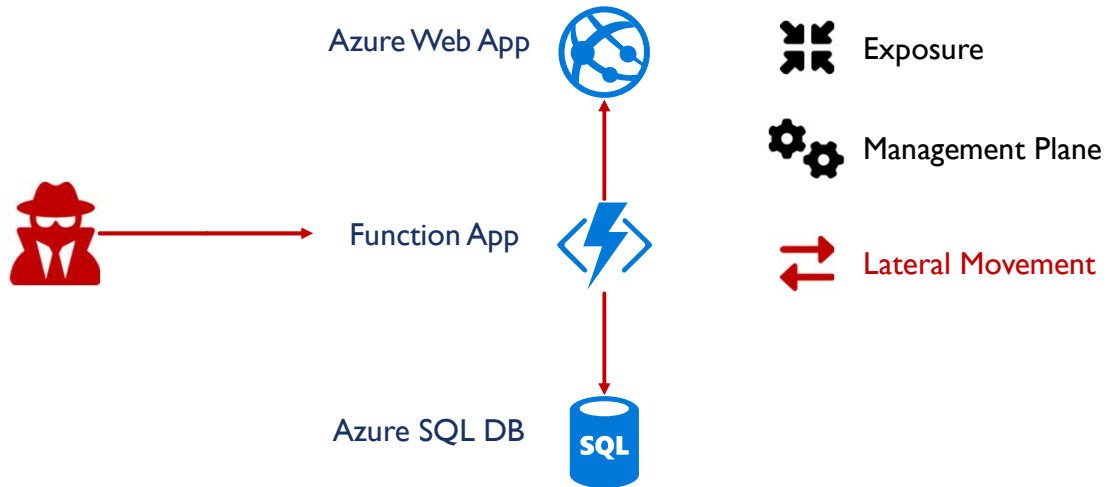 Azure Web App
Exposure
Management Plane
Function App
Lateral Movement
Azure SQL DB
SQL